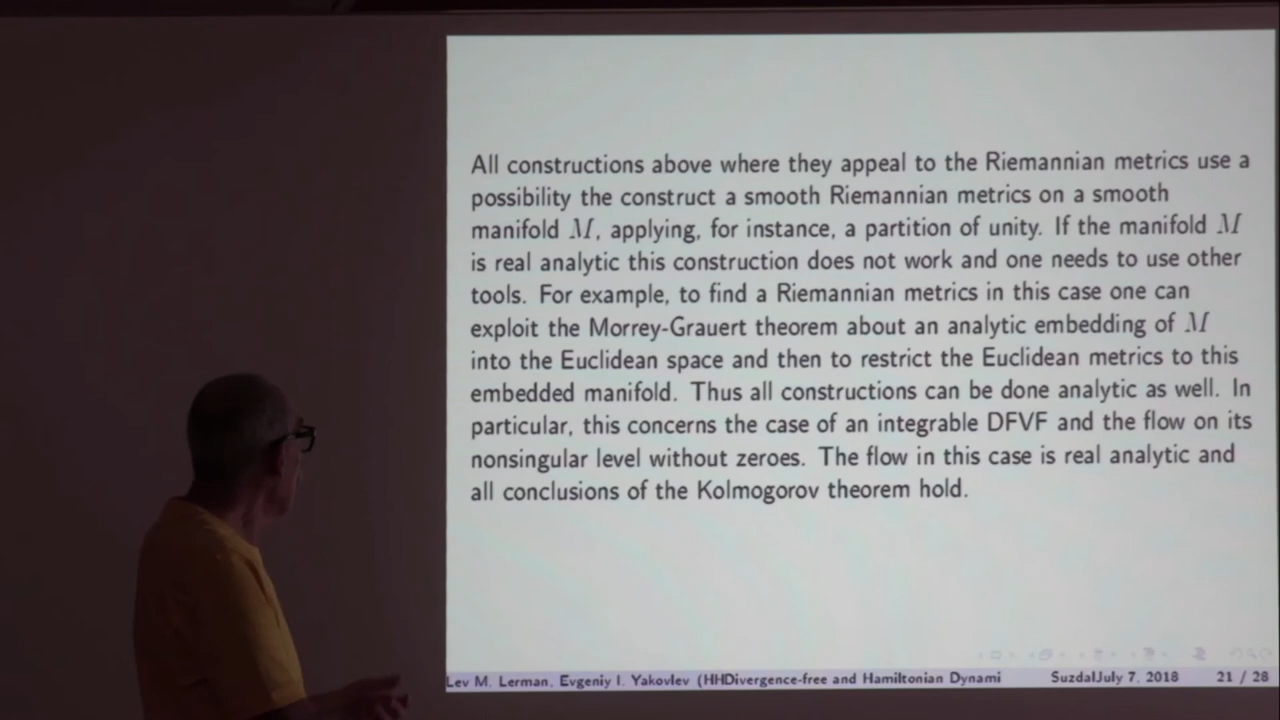 All constructions above where they appeal to the Riemannian metrics use a
possibility the construct a smooth Riemannian metrics on a smooth
manifold M, applying, for instance, a partition of unity. If the manifold M
is real analytic this construction does not work and one needs to use other
tools. For example, to find a Riemannian metrics in this case one can
exploit the Morrey-Grauert theorem about an analytic embedding of M
into the Euclidean space and then to restrict the Euclidean metrics to this
embedded manifold. Thus all constructions can be done analytic as well. In
particular, this concerns the case of an integrable DFVF and the flow on its
nonsingular level without zeroes. The flow in this case is real analytic and
all conclusions of the Kolmogorov theorem hold.
Lev M. Lerman, Evgeniy I. Yakovlev (HHDivergence-free and Hamiltonian Dynami SuzdalJuly 7, 2018 21 / 28